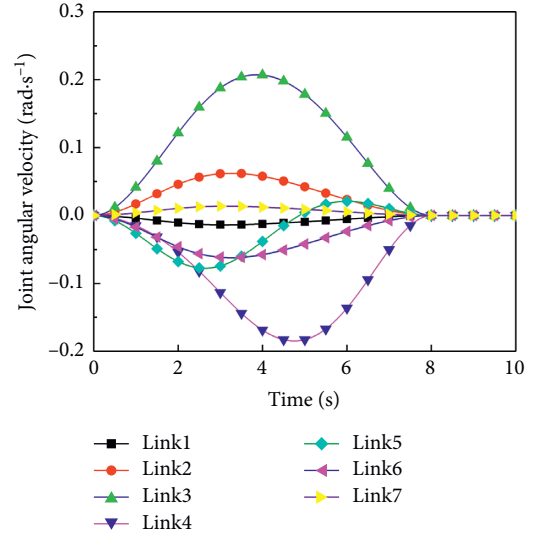 Joint angular velocity (rad·s⁻¹)
0.3
0.2
0.1
0.0
−0.1
−0.2
0 2 4 6 8 10
Time (s)
Link1
Link2
Link3
Link4
Link5
Link6
Link7